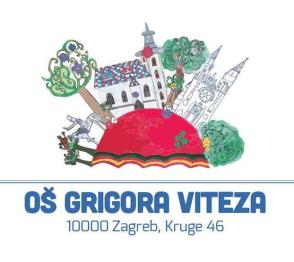 OŠ GRIGORA VITEZA
10000 Zagreb, Kruge 46